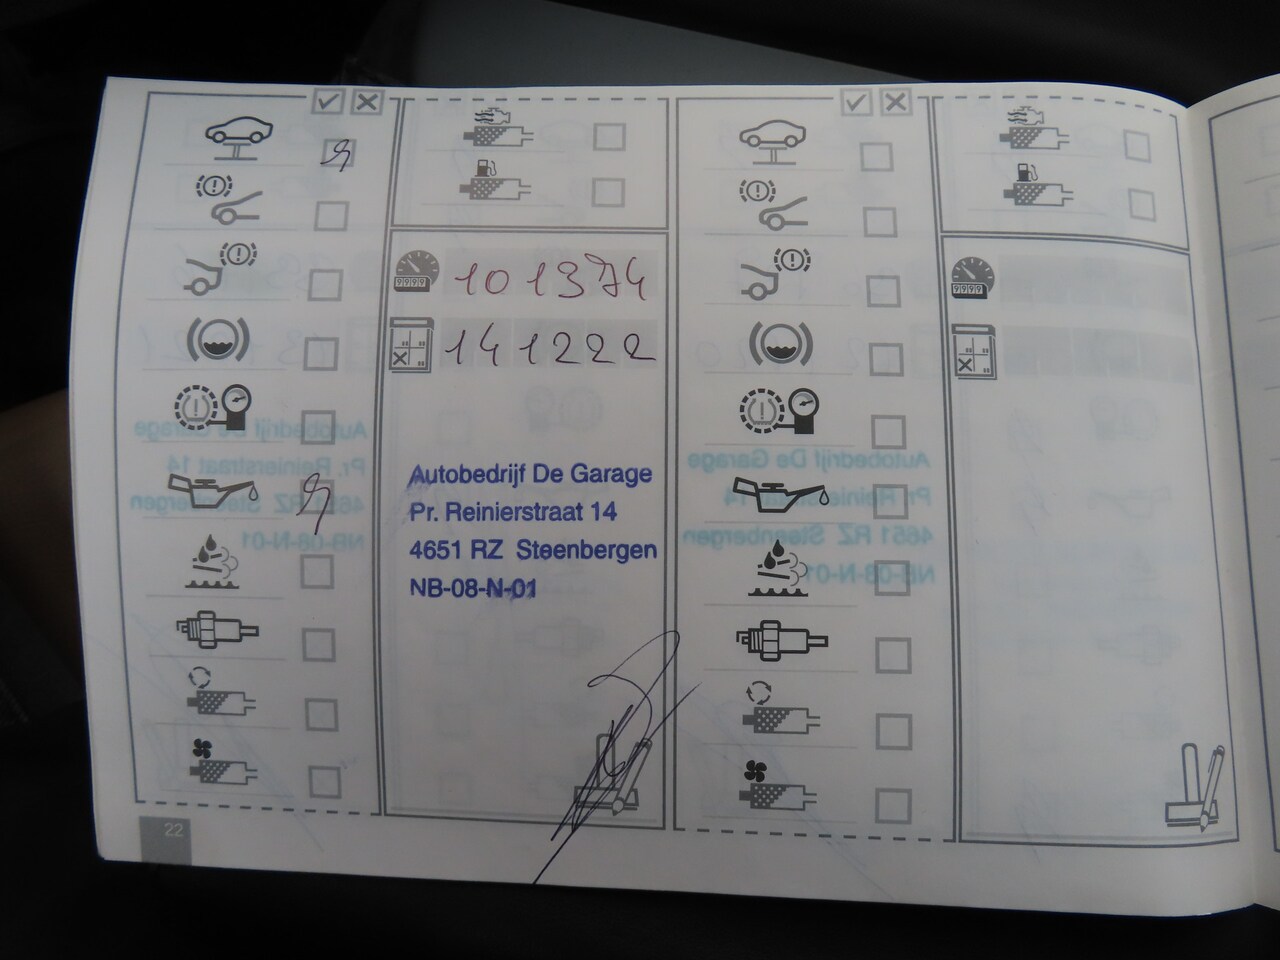 101374
141222
Autobedrijf De Garage
Pr. Reinierstraat 14
4651 RZ Steenbergen
NB-08-N-01
22